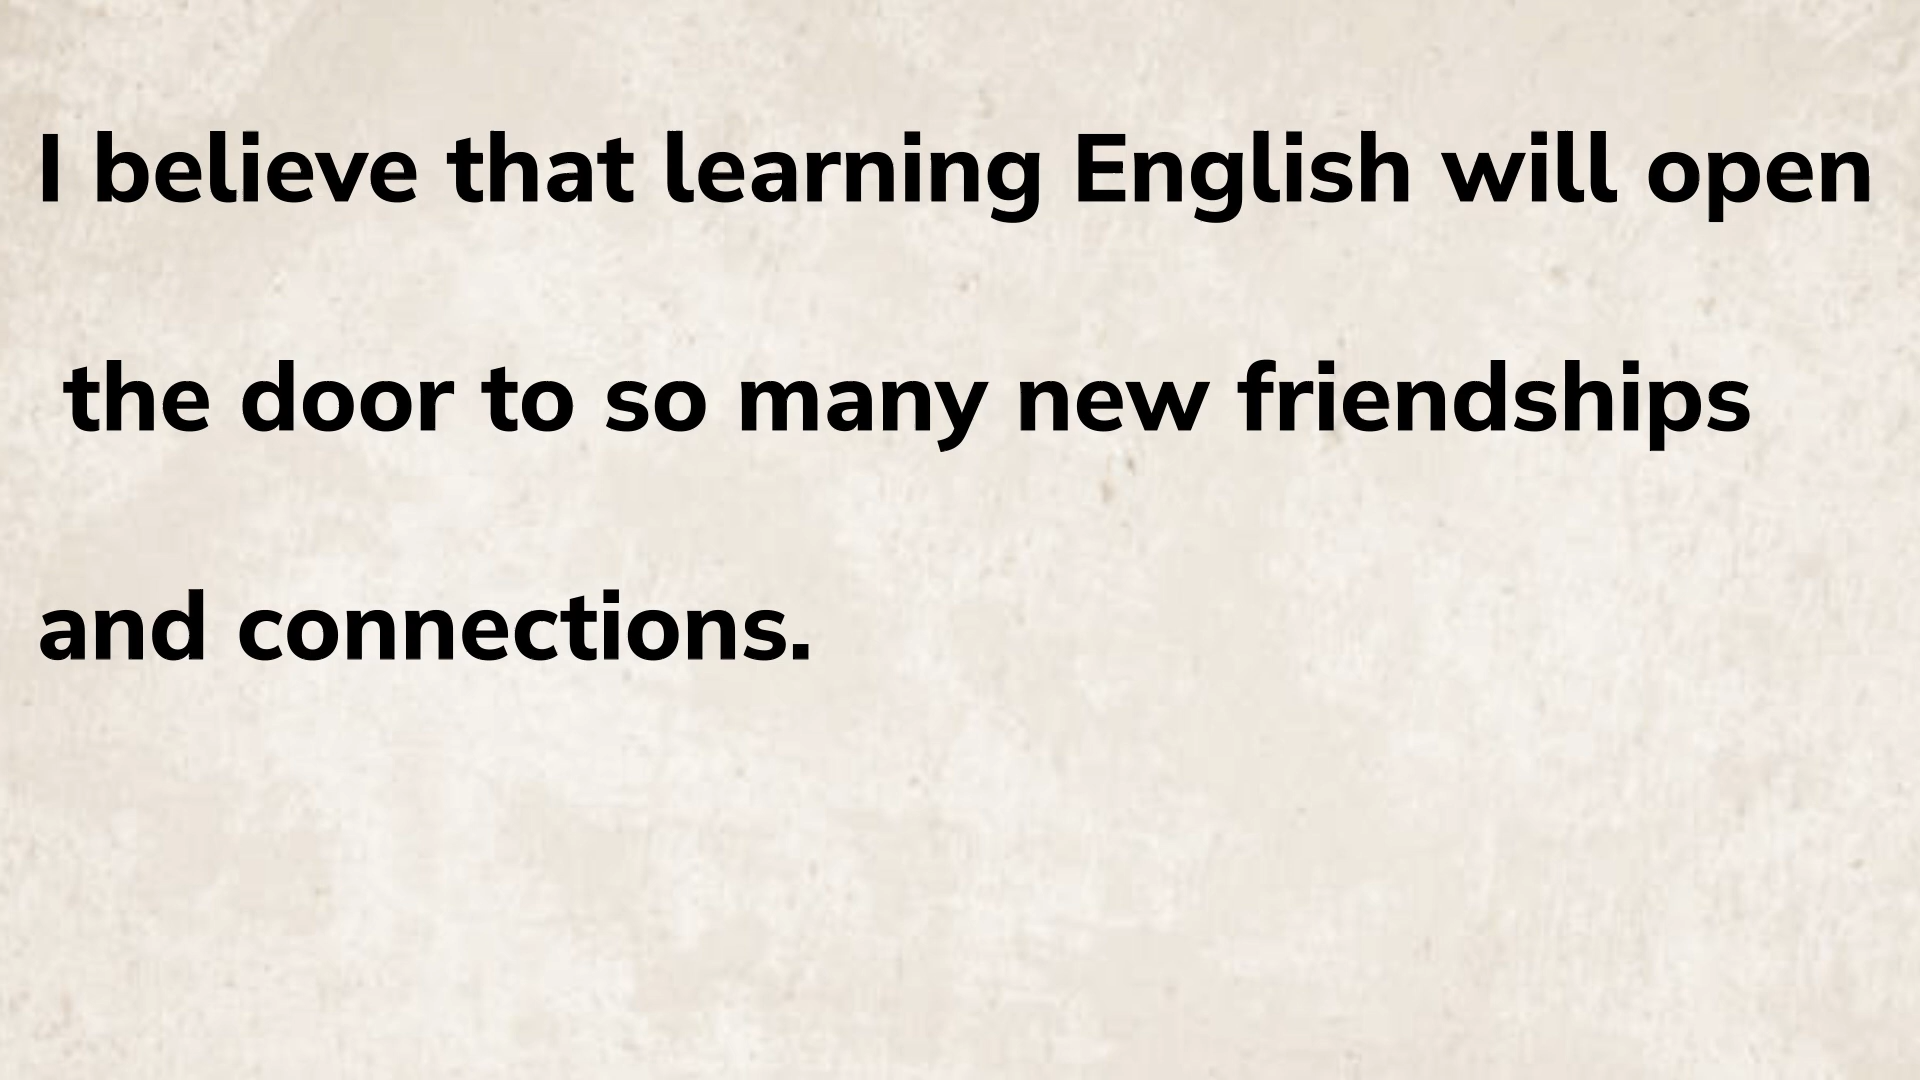 I believe that learning English will open
the door to so many new friendships
and connections.